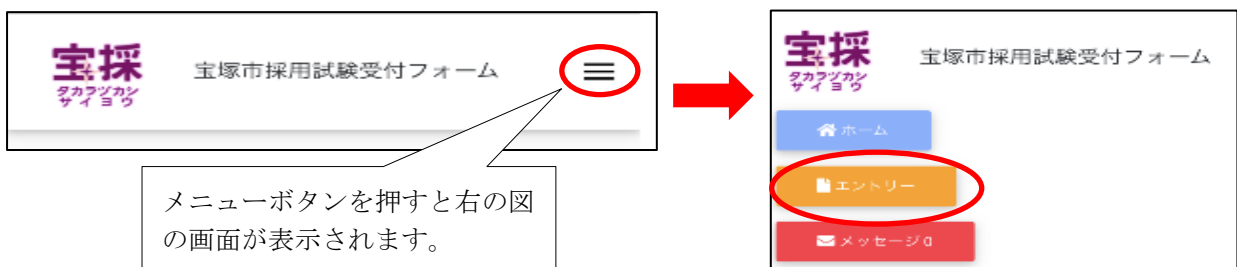 宝採
タカラヅカシ
サイヨウ
宝塚市採用試験受付フォーム
メニューボタンを押すと右の図
の画面が表示されます。
宝採
タカラヅカシ
サイヨウ
宝塚市採用試験受付フォーム
ホーム
エントリー
メッセージ0